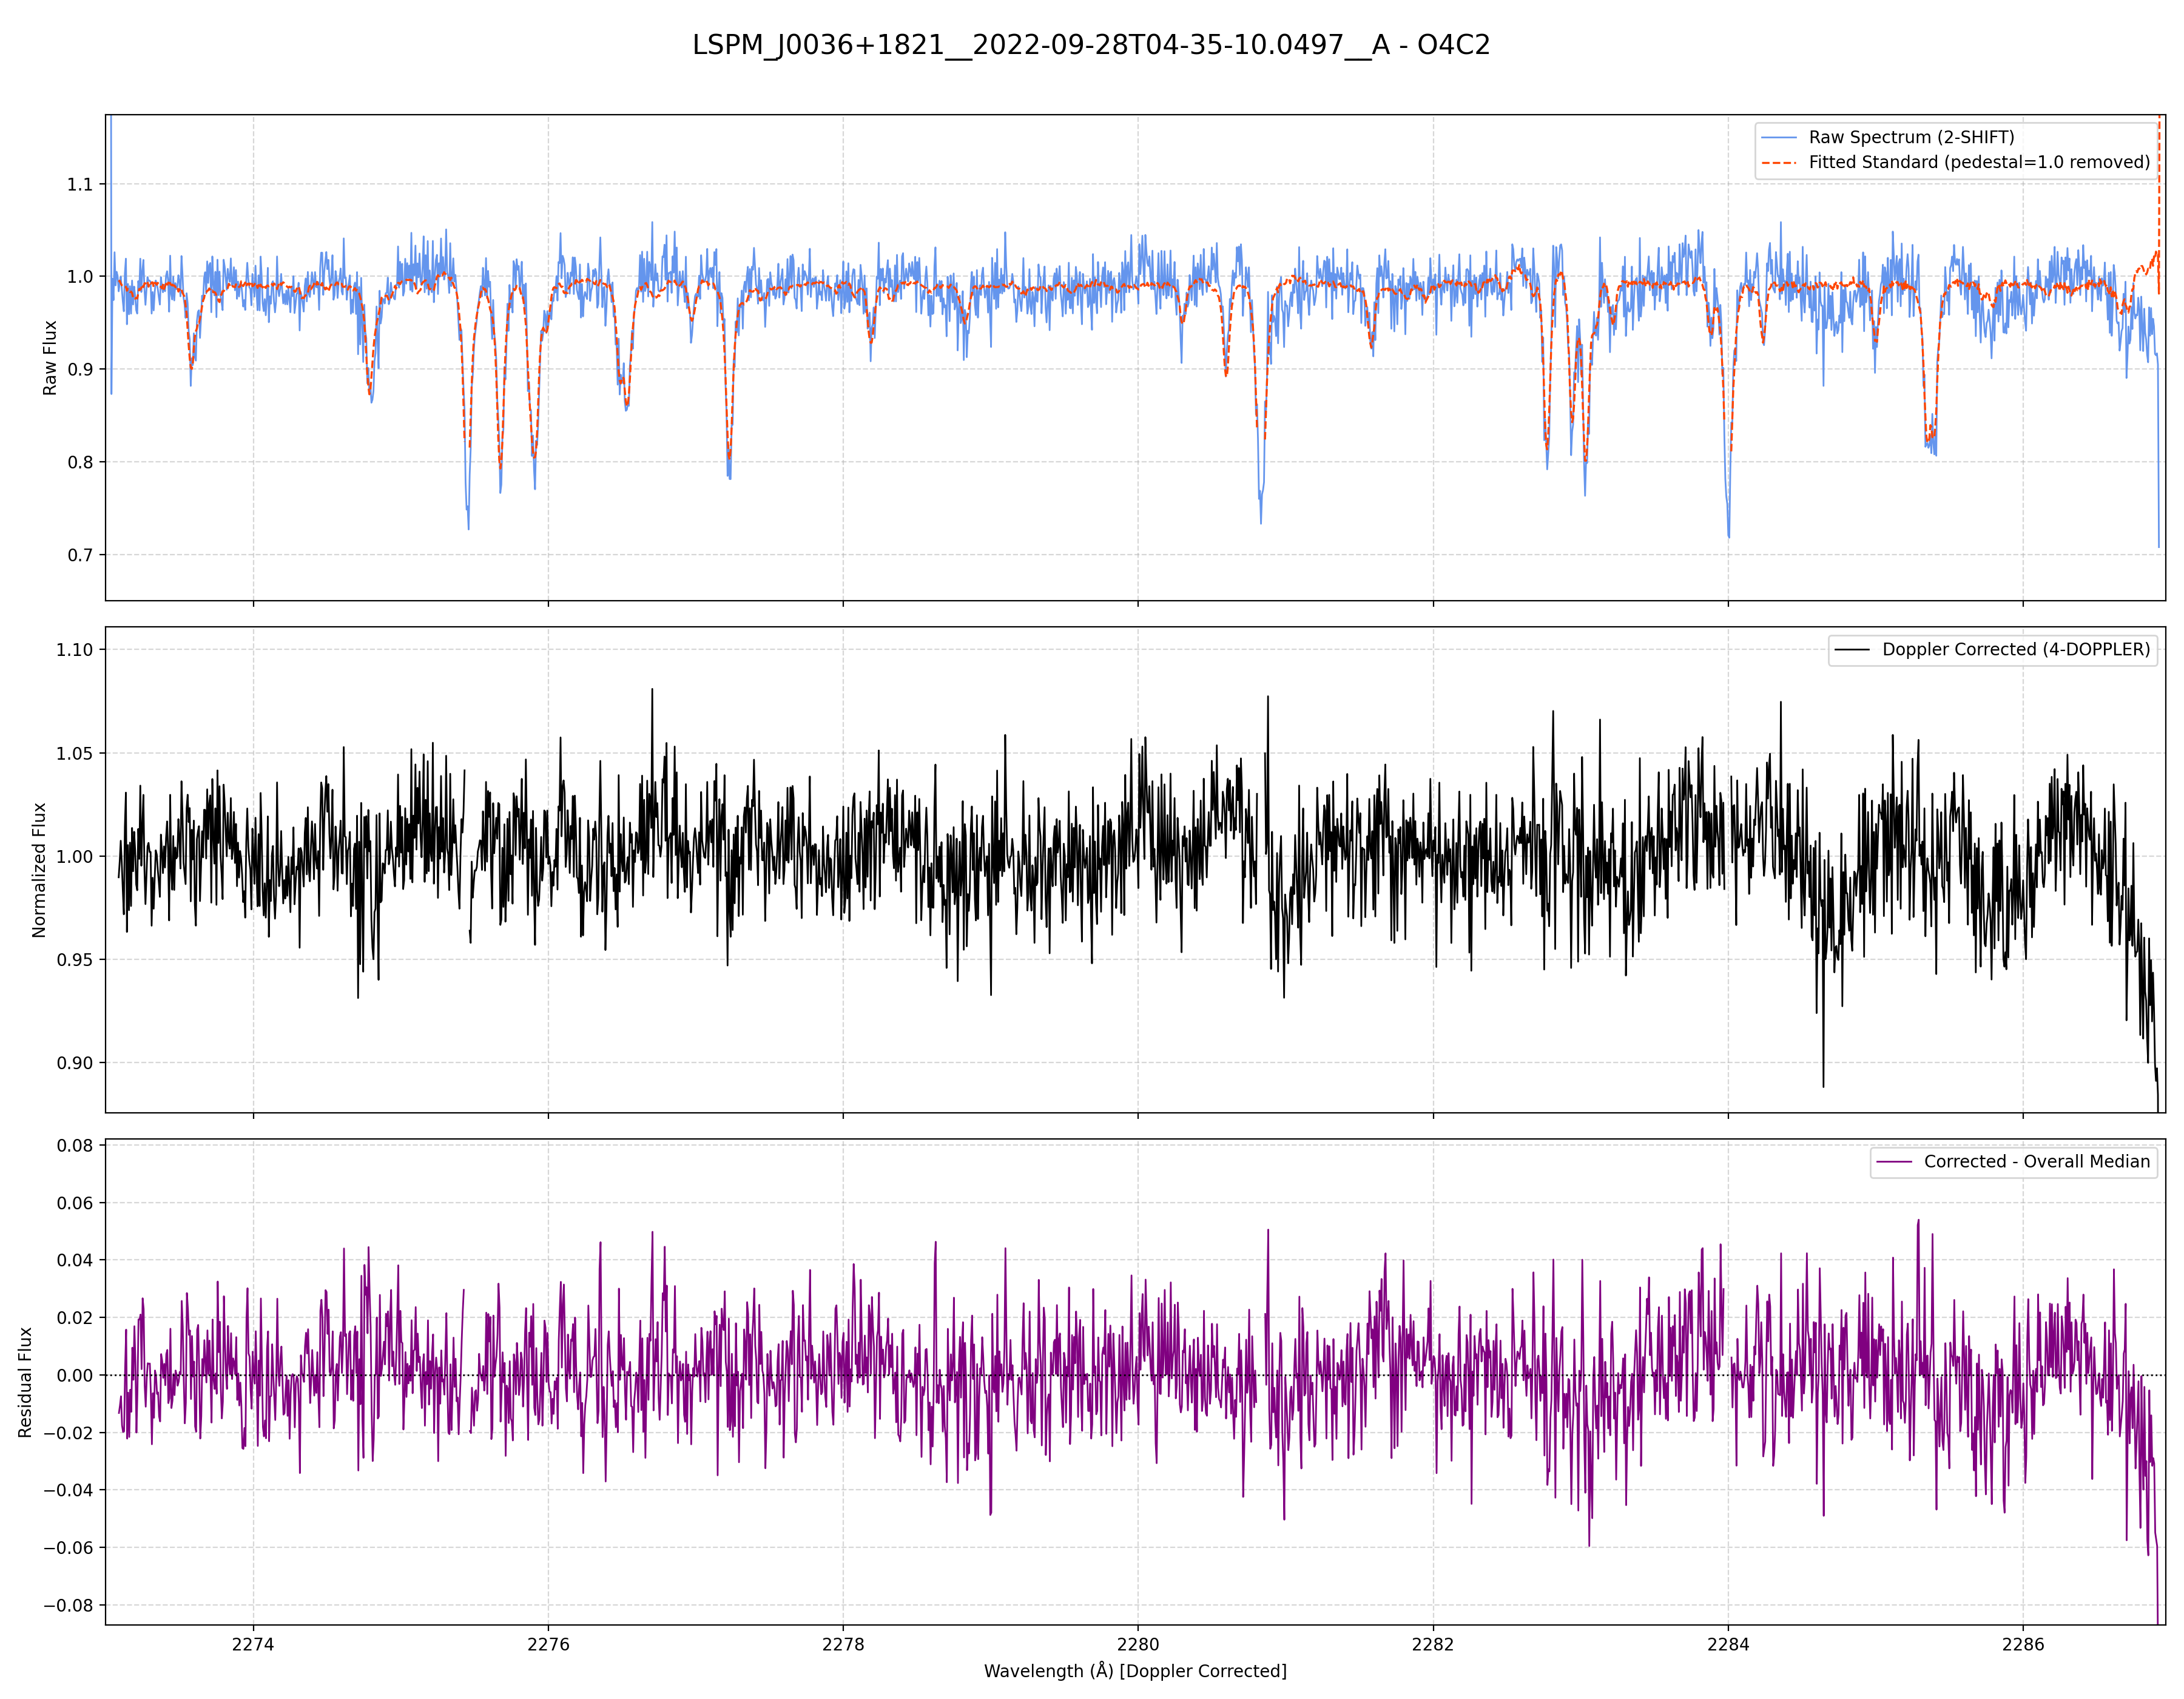 LSPM_J0036+1821__2022-09-28T04-35-10.0497__A - O4C2
Raw Spectrum (2-SHIFT)
Fitted Standard (pedestal=1.0 removed)
1.1
1.0
0.9
0.8
0.7
Raw Flux
Doppler Corrected (4-DOPPLER)
1.10
1.05
1.00
0.95
0.90
Normalized Flux
Corrected - Overall Median
0.08
0.06
0.04
0.02
0.00
−0.02
−0.04
−0.06
−0.08
Residual Flux
2274 2276 2278 2280 2282 2284 2286
Wavelength (Å) [Doppler Corrected]